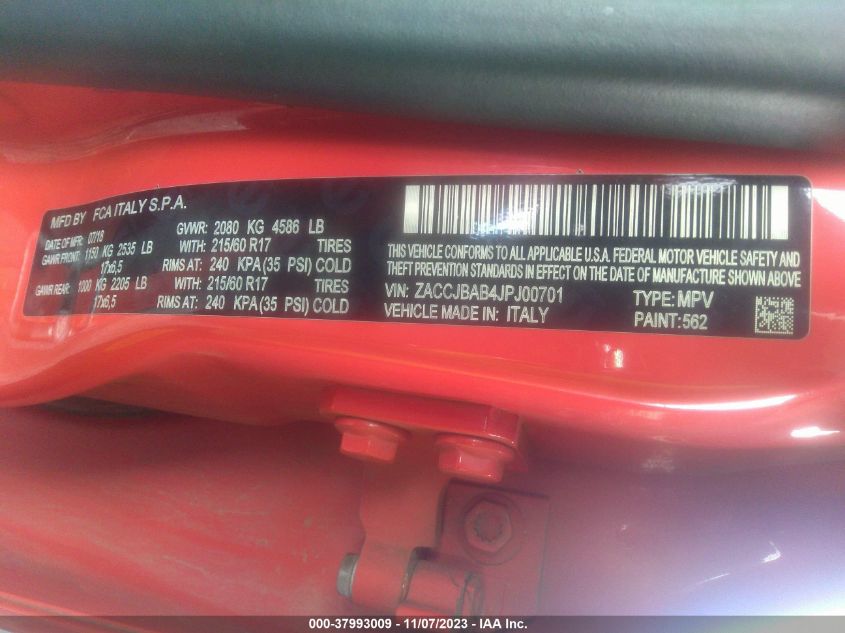 MFD BY FCA ITALY S.P.A.
DATE OF MFR: 07/18 GVWR: 2080 KG 4586 LB
GAWR FRONT: 1150 KG 2535 LB WITH: 215/60 R17 TIRES
17x6,5 RIMS AT: 240 KPA (35 PSI) COLD
GAWR REAR: 1000 KG 2205 LB WITH: 215/60 R17 TIRES
17x6,5 RIMS AT: 240 KPA (35 PSI) COLD
THIS VEHICLE CONFORMS TO ALL APPLICABLE U.S.A. FEDERAL MOTOR VEHICLE SAFETY AND
THEFT PREVENTION STANDARDS IN EFFECT ON THE DATE OF MANUFACTURE SHOWN ABOVE
VIN: ZACCJBAB4JPJ00701 TYPE: MPV
VEHICLE MADE IN: ITALY PAINT: 562
000-37993009 - 11/07/2023 - IAA Inc.